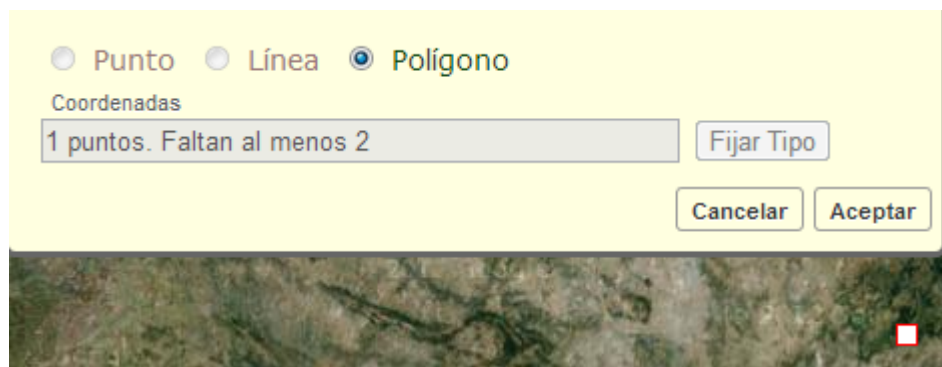 Punto Línea Polígono
Coordenadas
1 puntos. Faltan al menos 2 Fijar Tipo
Cancelar Aceptar